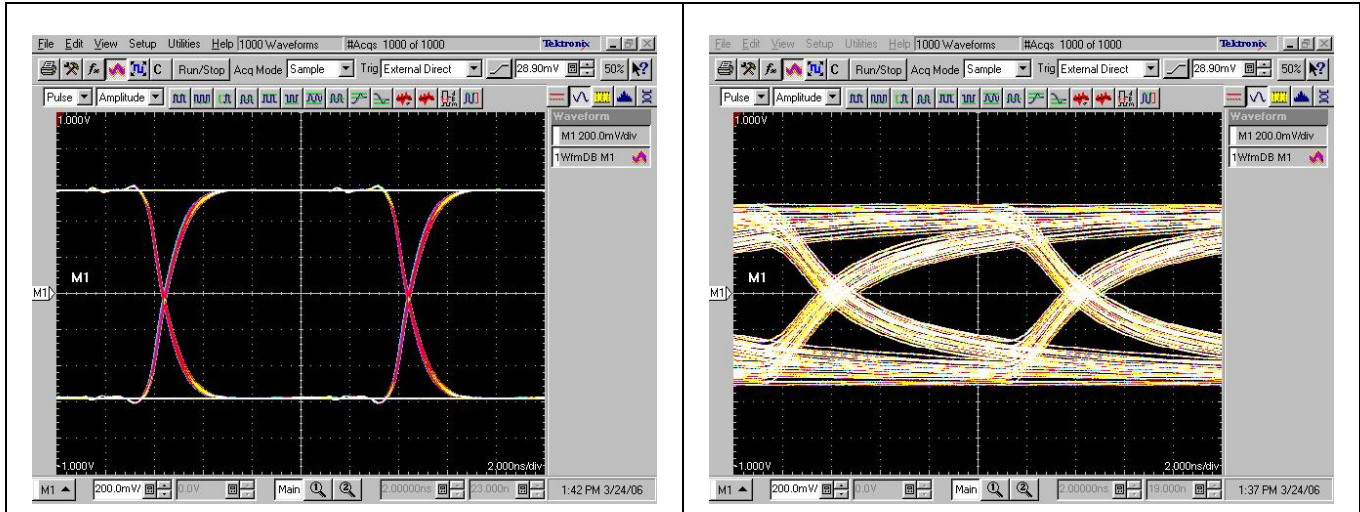 File Edit View Setup Utilities Help 1000 Waveforms #Acqs 1000 of 1000 Tektronix
Run/Stop Acq Mode Sample Trig External Direct 28.90mV 50%
Pulse Amplitude
1.000V
Waveform
M1 200.0mV/div
1WfmDB M1
M1
M1
-1.000V 2.000ns/div
M1 200.0mV/ 0.0V Main 2.00000ns 23.000n 1:42 PM 3/24/06
File Edit View Setup Utilities Help 1000 Waveforms #Acqs 1000 of 1000 Tektronix
C Run/Stop Acq Mode Sample Trig External Direct 28.90mV 50%
Pulse Amplitude
1.000V
Waveform
M1 200.0mV/div
1WfmDB M1
M1
M1
-1.000V 2.000ns/div
M1 200.0mV/ 0.0V Main 2.00000ns 19.000n 1:37 PM 3/24/06